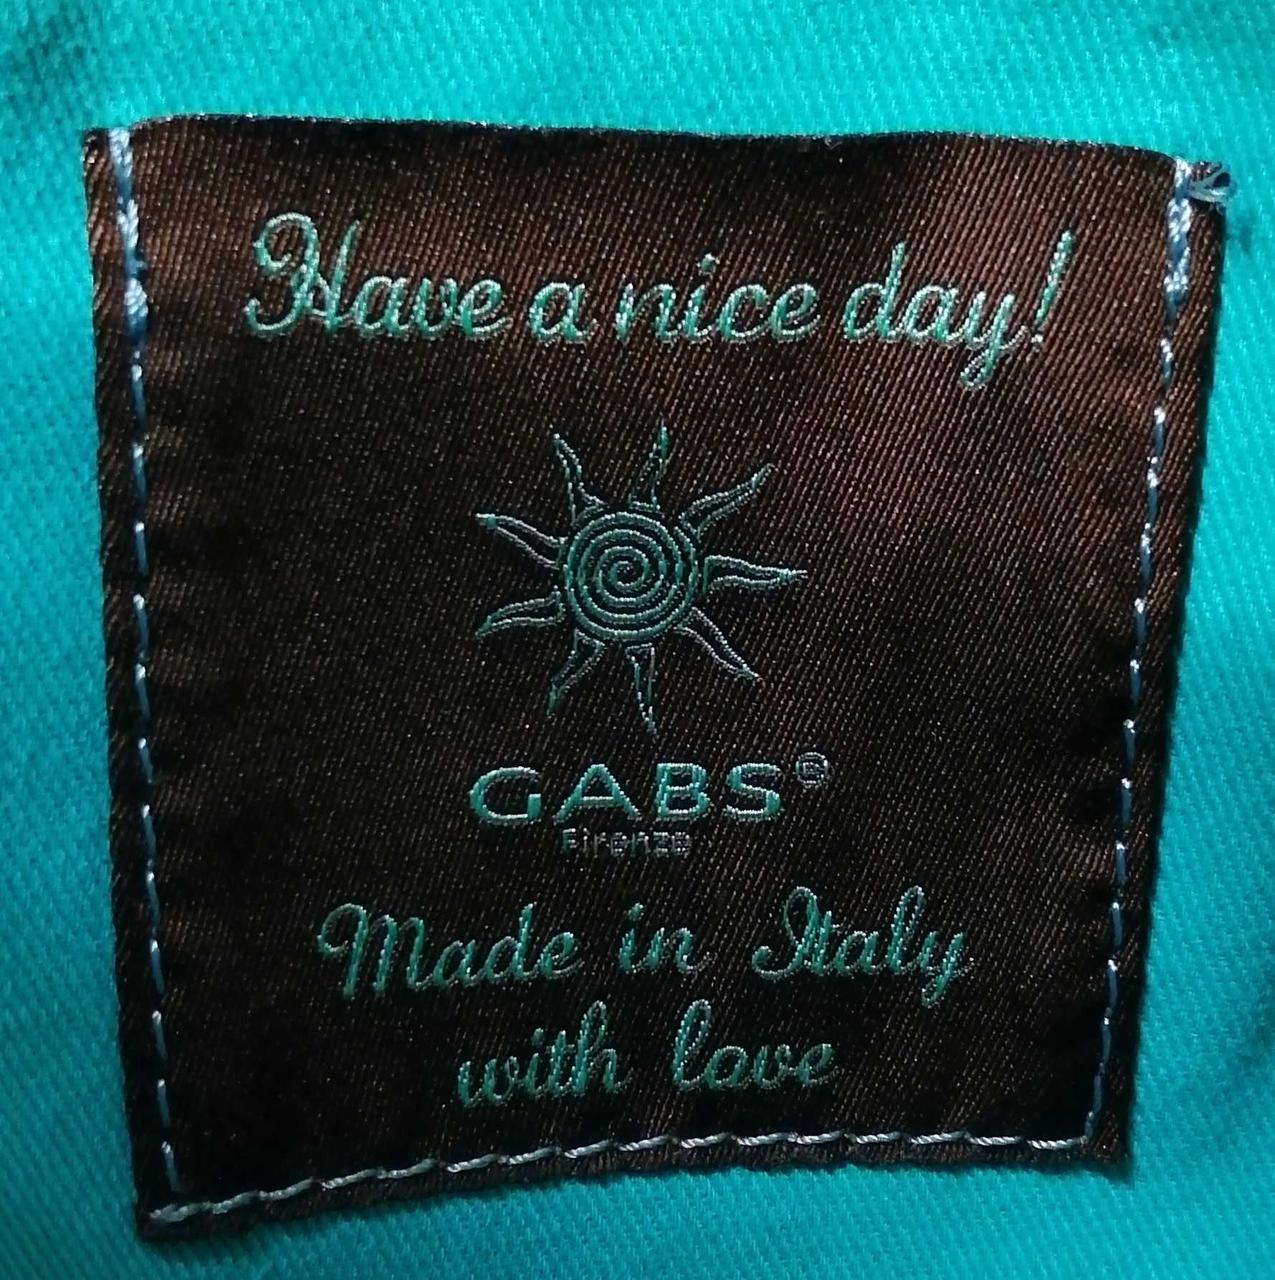 Have a nice day!
GABS®
Firenze
Made in Italy
with love